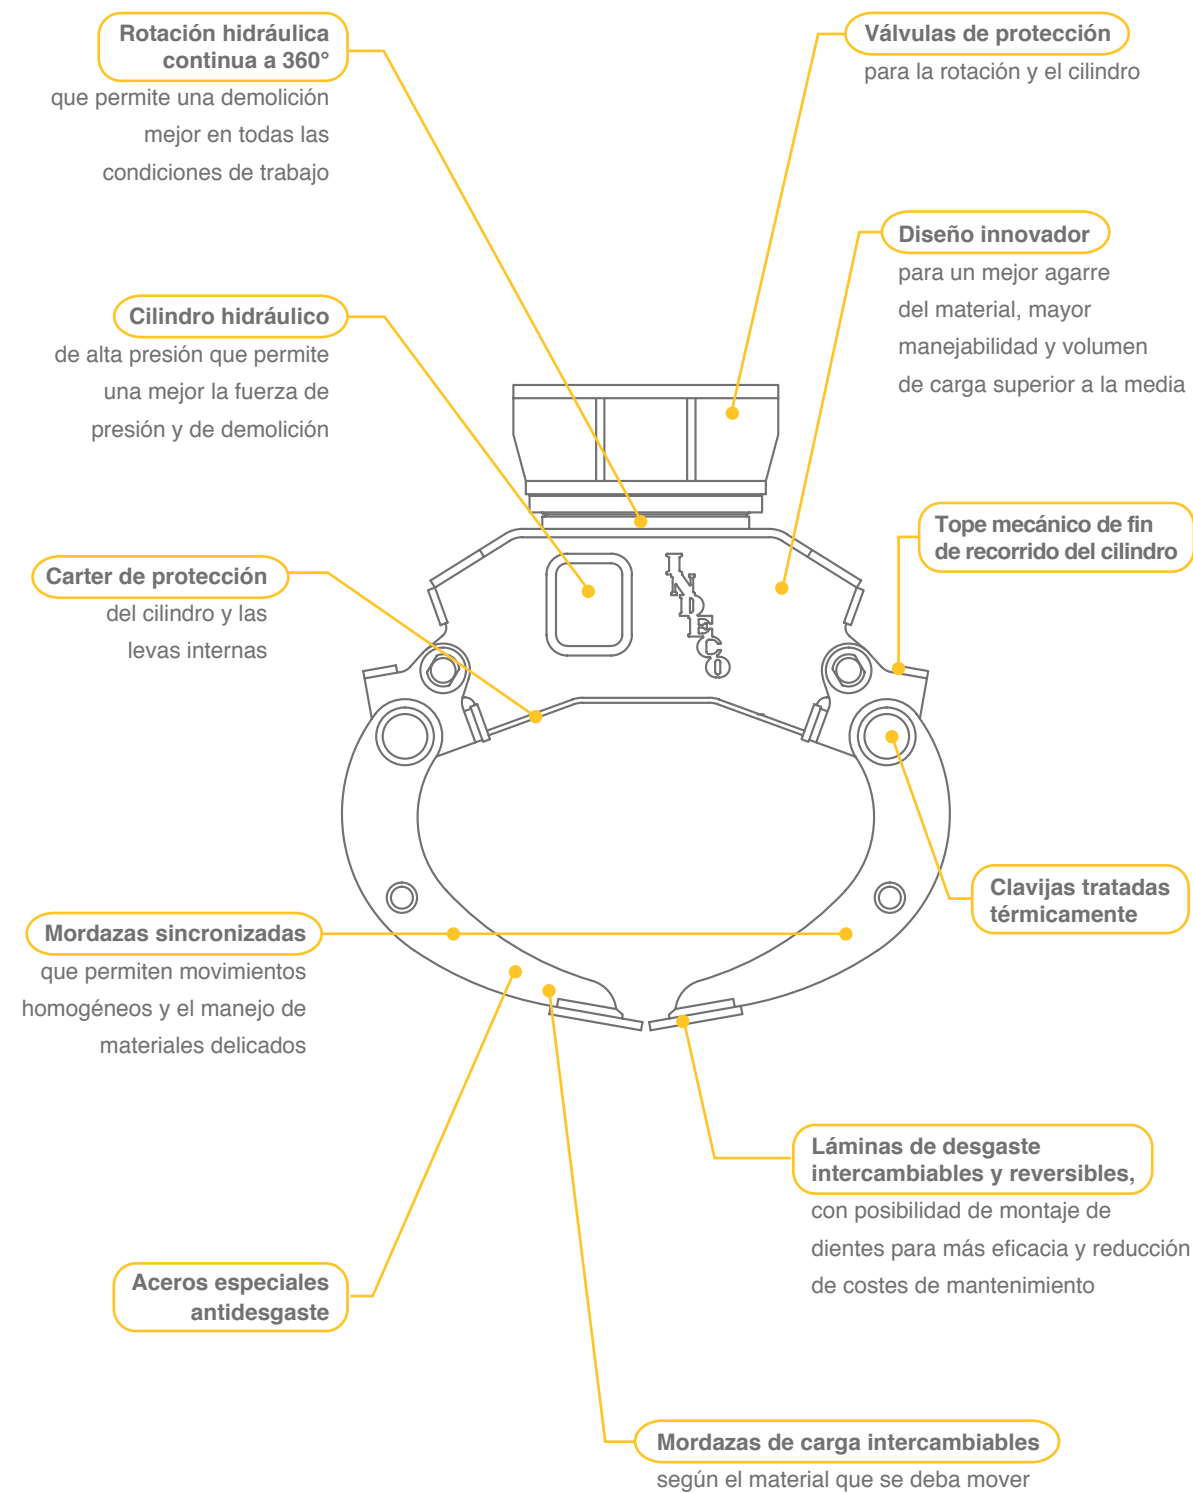 Rotación hidráulica
continua a 360°
que permite una demolición
mejor en todas las
condiciones de trabajo
Válvulas de protección
para la rotación y el cilindro
Diseño innovador
para un mejor agarre
del material, mayor
manejabilidad y volumen
de carga superior a la media
Cilindro hidráulico
de alta presión que permite
una mejor la fuerza de
presión y de demolición
Tope mecánico de fin
de recorrido del cilindro
Carter de protección
del cilindro y las
levas internas
INDECO
Clavijas tratadas
térmicamente
Mordazas sincronizadas
que permiten movimientos
homogéneos y el manejo de
materiales delicados
Láminas de desgaste
intercambiables y reversibles,
con posibilidad de montaje de
dientes para más eficacia y reducción
de costes de mantenimiento
Aceros especiales
antidesgaste
Mordazas de carga intercambiables
según el material que se deba mover